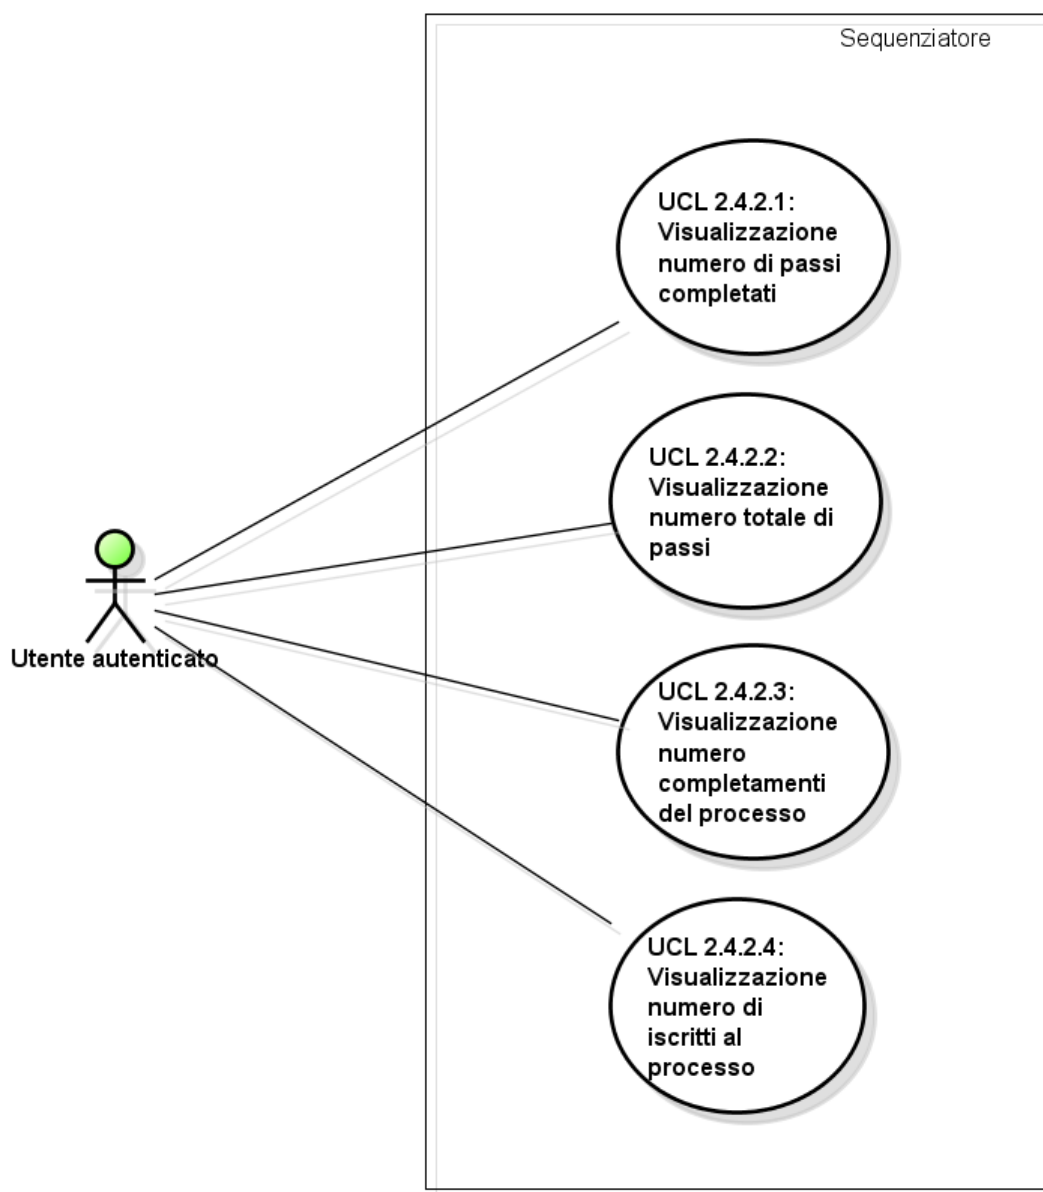 Sequenziatore
UCL 2.4.2.1:
Visualizzazione
numero di passi
completati
UCL 2.4.2.2:
Visualizzazione
numero totale di
passi
Utente autenticato
UCL 2.4.2.3:
Visualizzazione
numero
completamenti
del processo
UCL 2.4.2.4:
Visualizzazione
numero di
iscritti al
processo